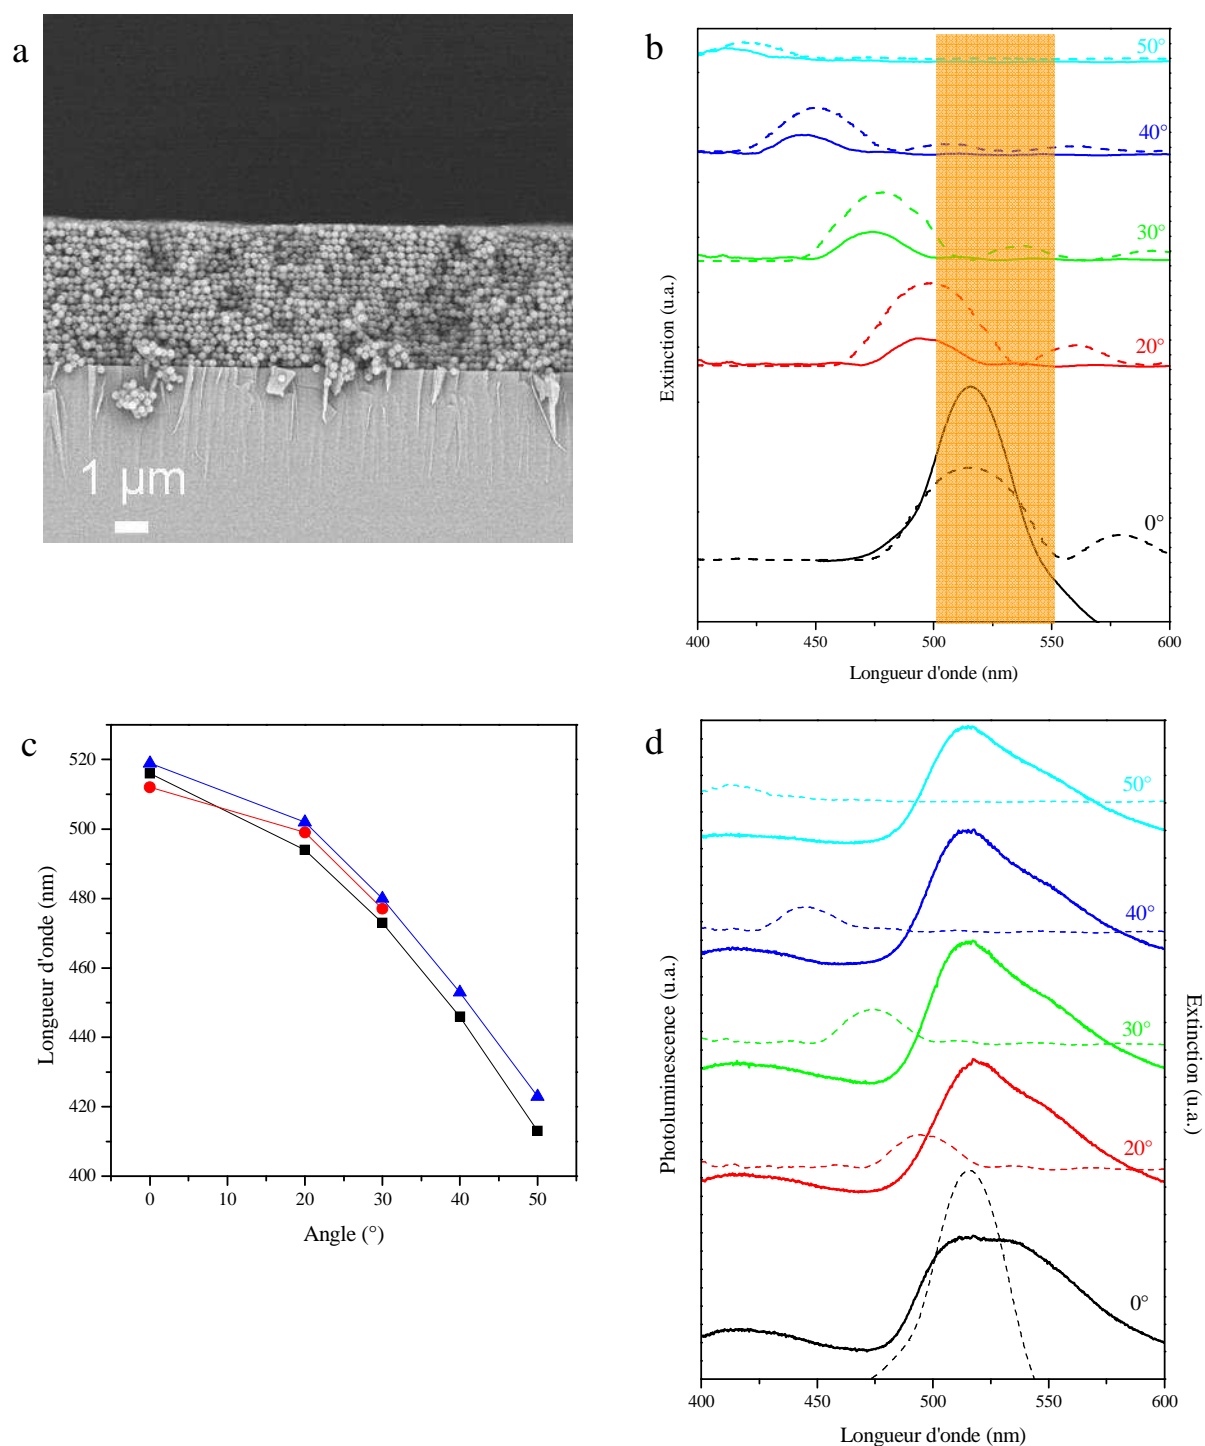 a
1 µm
b
50°
40°
30°
20°
0°
Extinction (u.a.)
400 450 500 550 600
Longueur d'onde (nm)
c
520
500
480
460
440
420
400
Longueur d'onde (nm)
0 10 20 30 40 50
Angle (°)
d
50°
40°
30°
20°
0°
Photoluminescence (u.a.)
Extinction (u.a.)
400 450 500 550 600
Longueur d'onde (nm)